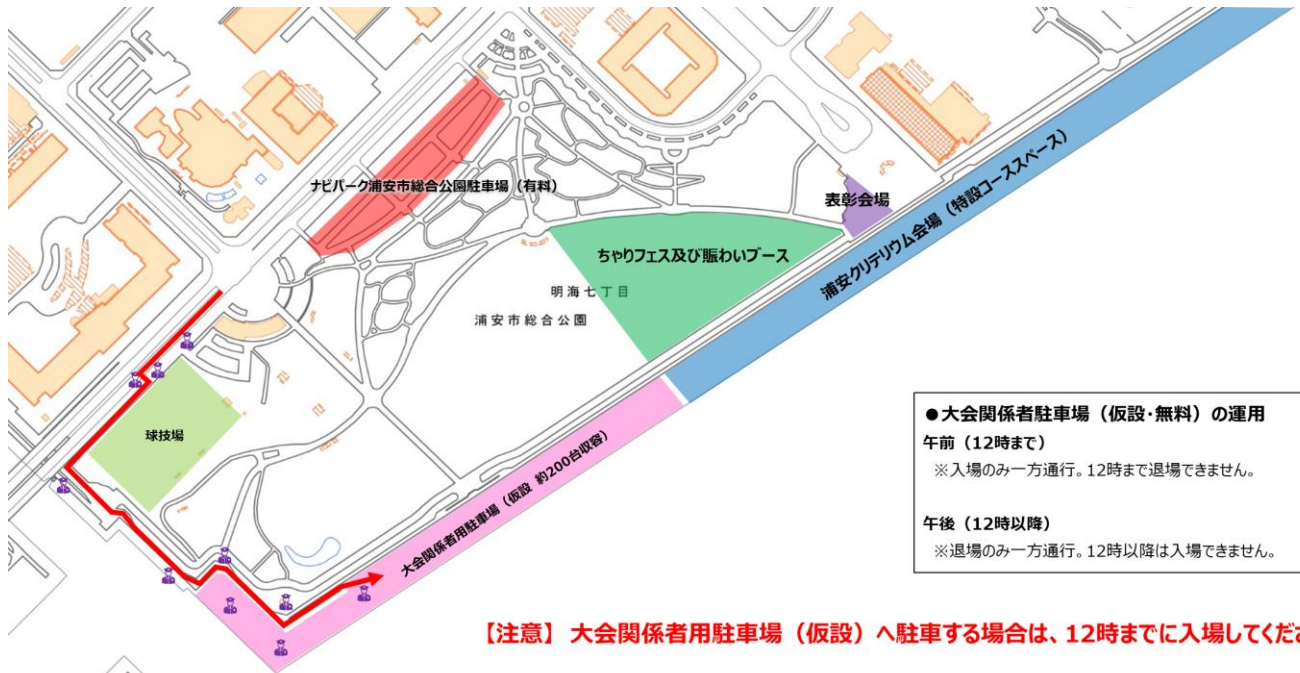 ナビパーク浦安市総合公園駐車場（有料）
表彰会場
ちゃりフェス及び賑わいブース
浦安クリテリウム会場（特設コーススペース）
明海七丁目
浦安市総合公園
球技場
大会関係者用駐車場（仮設 約200台収容）
●大会関係者駐車場（仮設・無料）の運用
午前（12時まで）
※入場のみ一方通行。12時まで退場できません。
午後（12時以降）
※退場のみ一方通行。12時以降は入場できません。
【注意】 大会関係者用駐車場（仮設）へ駐車する場合は、12時までに入場してくだ